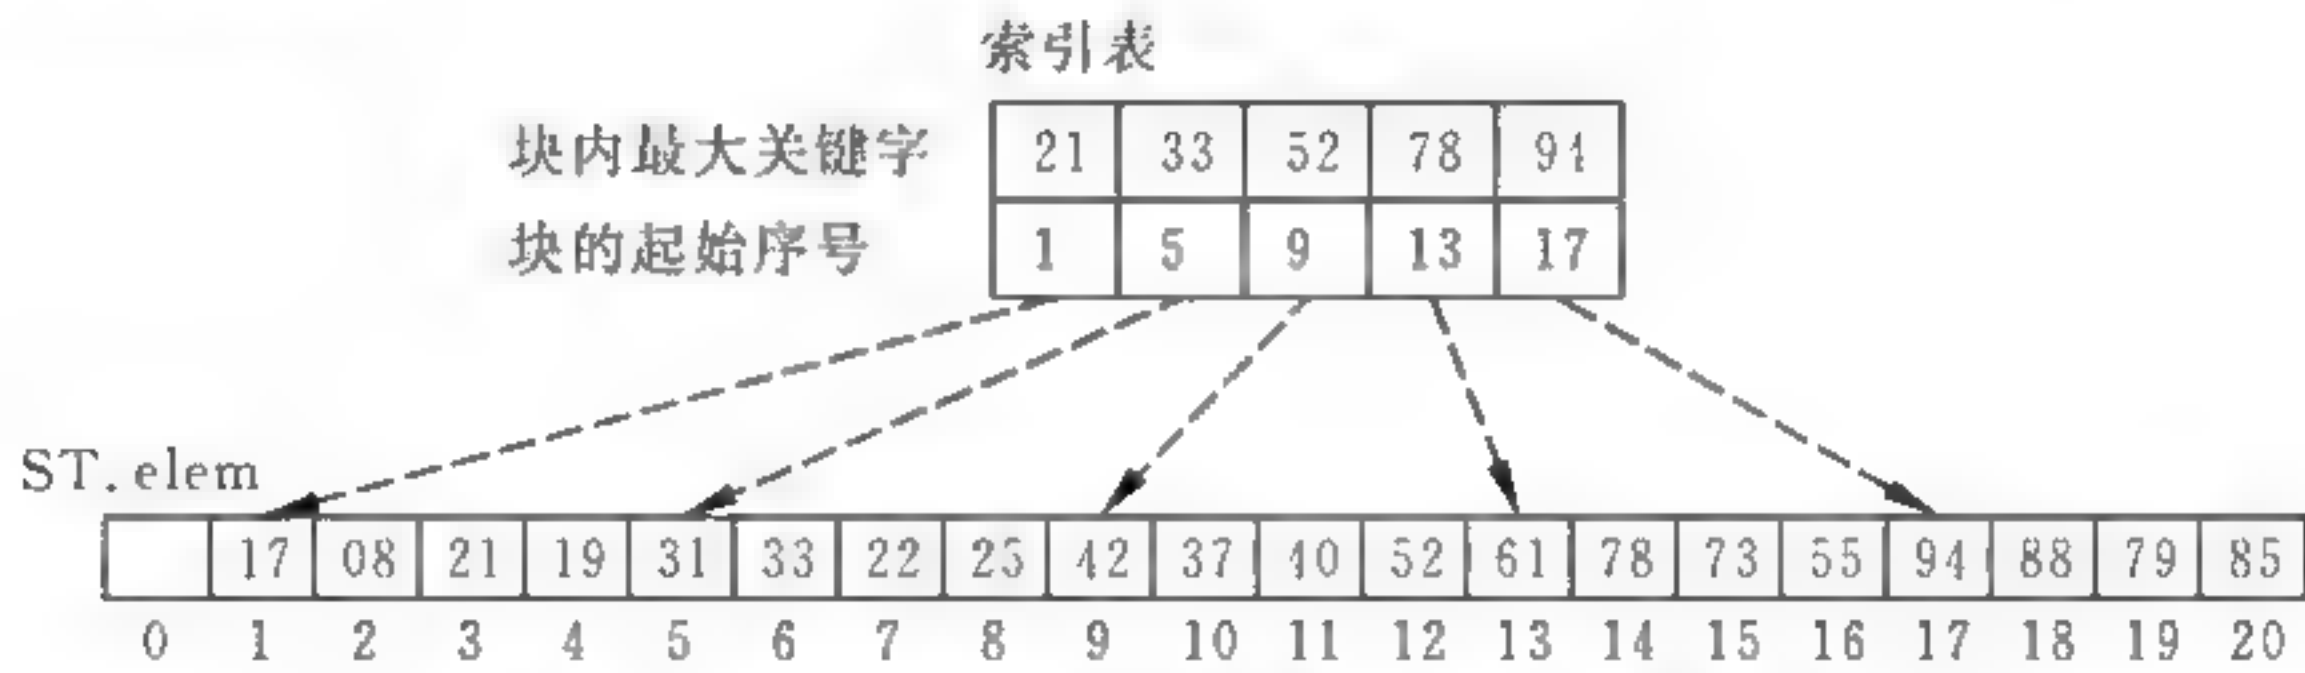 索引表
块内最大关键字 21 33 52 78 94
块的起始序号 1 5 9 13 17
ST.elem
17 08 21 19 31 33 22 25 42 37 40 52 61 78 73 55 94 88 79 85
0 1 2 3 4 5 6 7 8 9 10 11 12 13 14 15 16 17 18 19 20